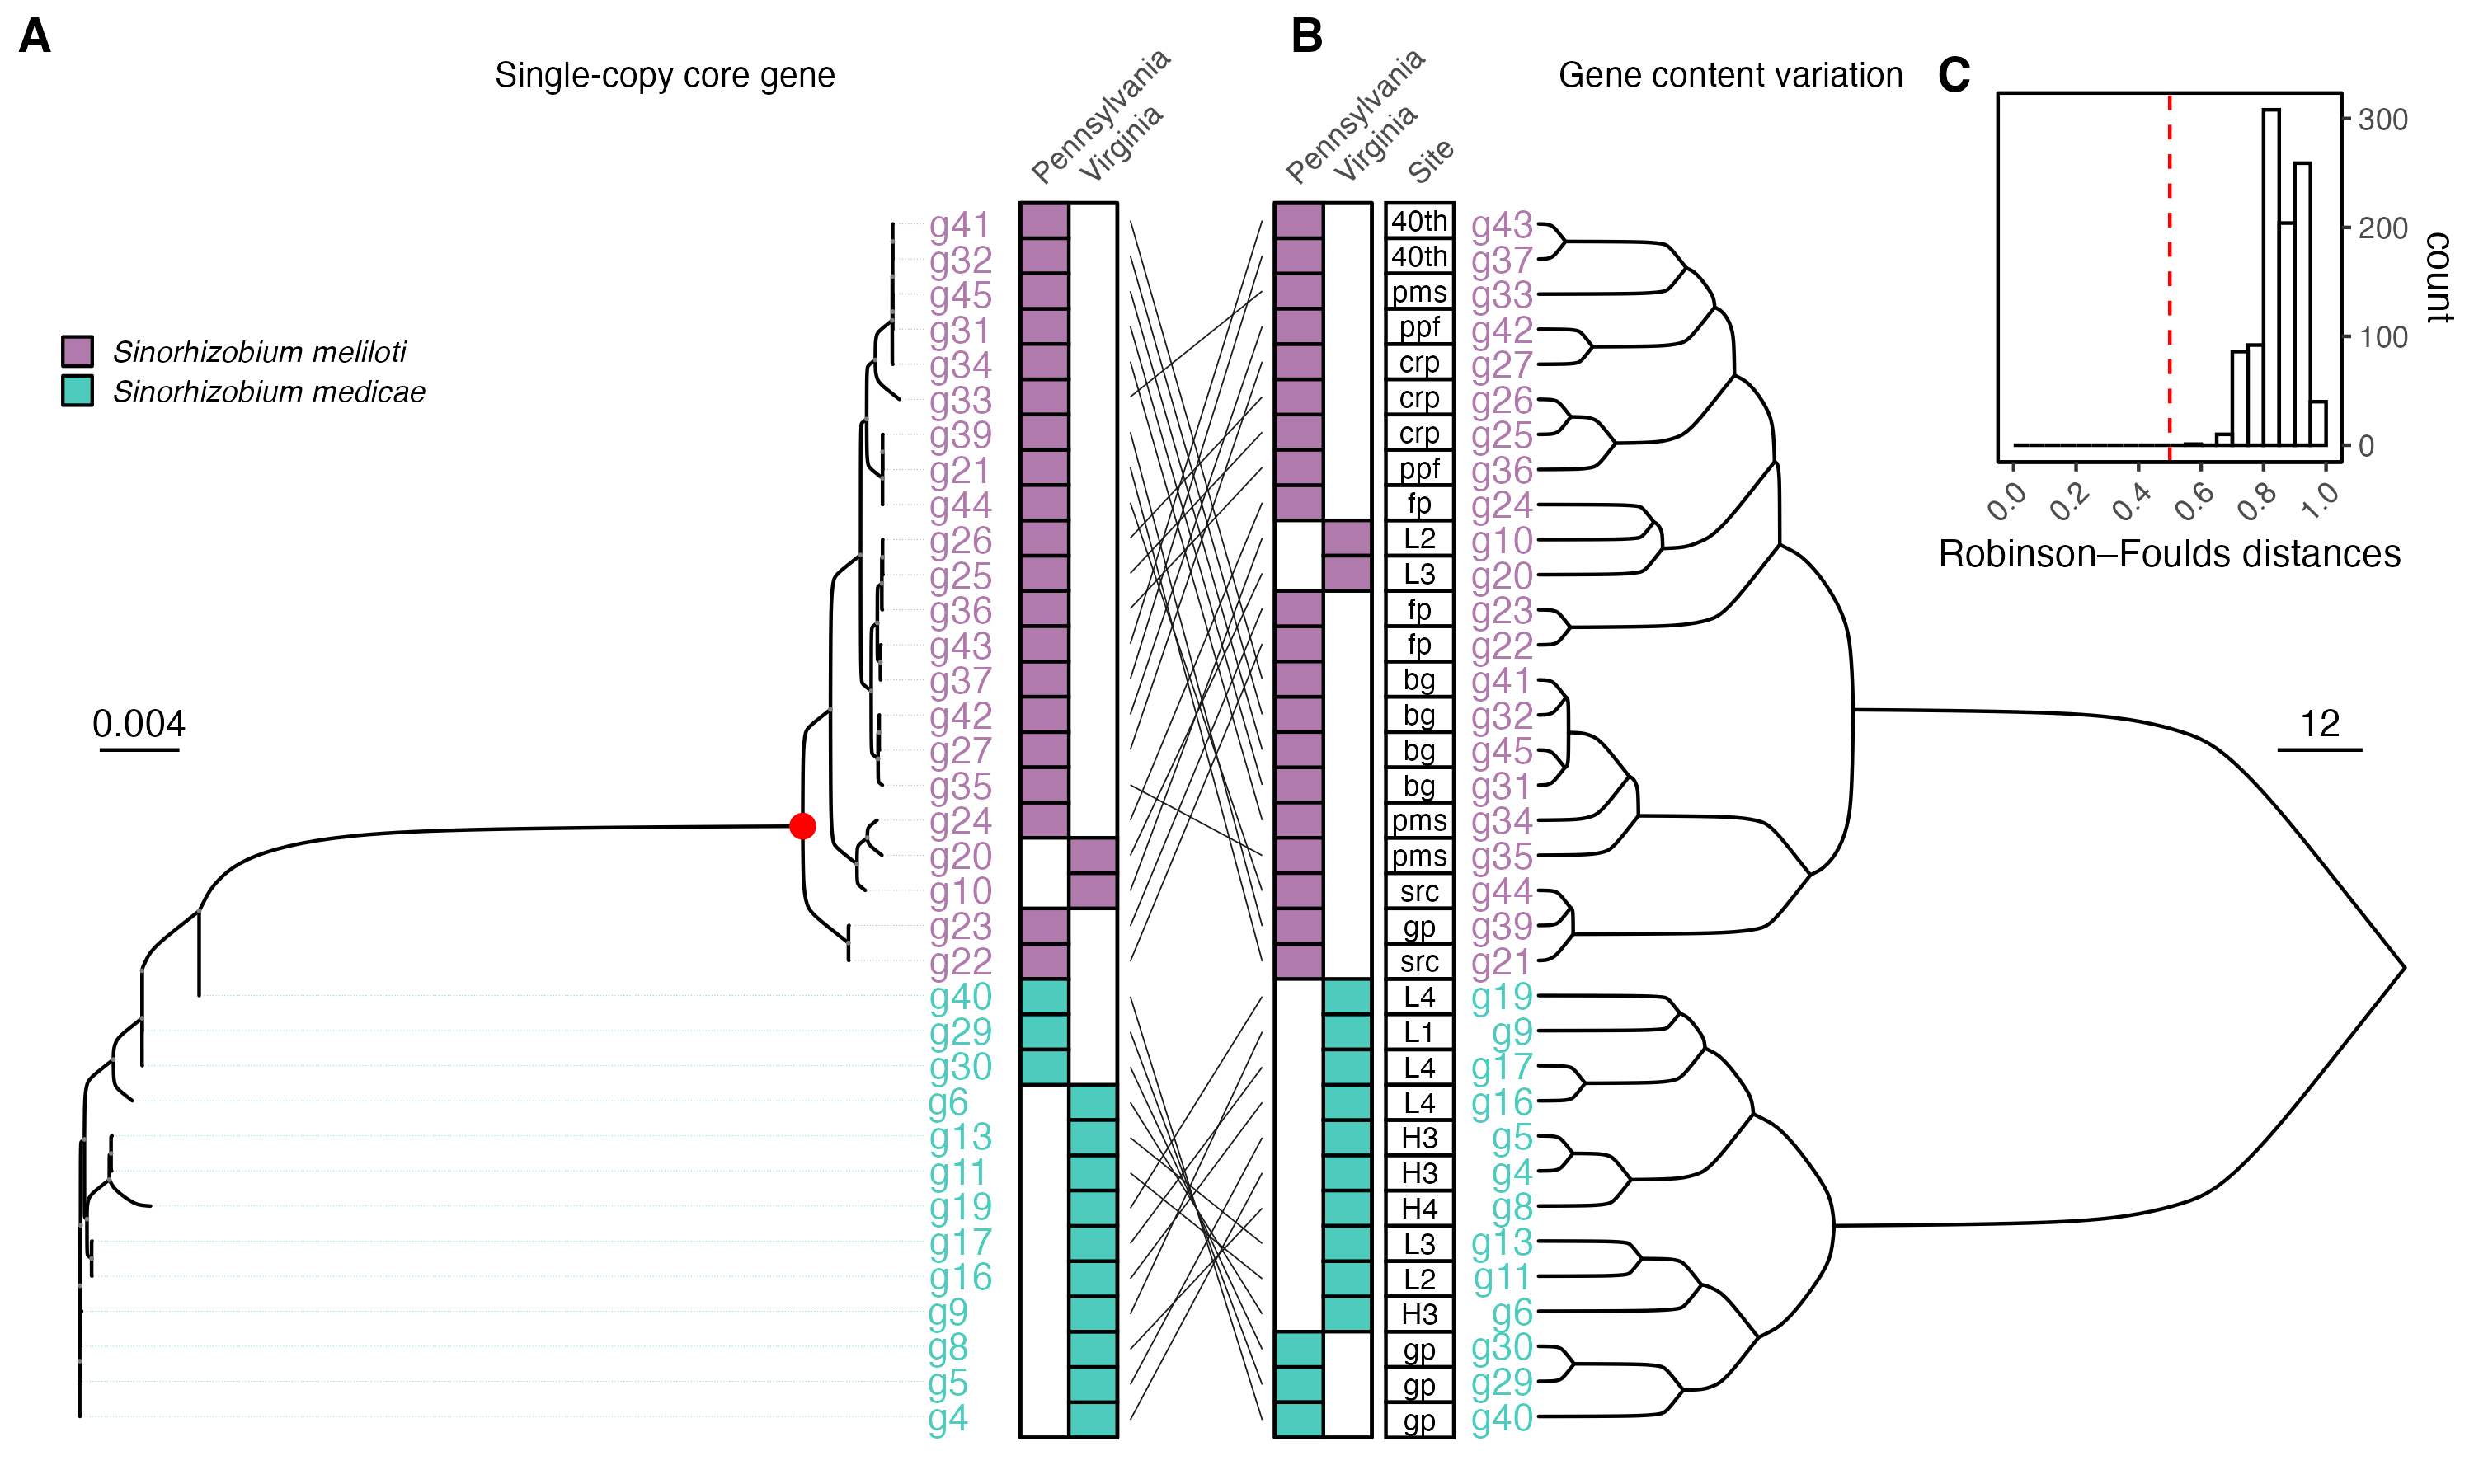 A
B
Single-copy core gene
Pennsylvania
Virginia
Pennsylvania
Virginia
Site
Gene content variation
C
300
200
100
0
count
0.0
0.2
0.4
0.6
0.8
1.0
Robinson–Foulds distances
Sinorhizobium meliloti
Sinorhizobium medicae
0.004
12
g41 40th g43
g32 40th g37
g45 pms g33
g31 ppf g42
g34 crp g27
g33 crp g26
g39 crp g25
g21 ppf g36
g44 fp g24
g26 L2 g10
g25 L3 g20
g36 fp g23
g43 fp g22
g37 bg g41
g42 bg g32
g27 bg g45
g35 bg g31
g24 pms g34
g20 pms g35
g10 src g44
g23 gp g39
g22 src g21
g40 L4 g19
g29 L1 g9
g30 L4 g17
g6 L4 g16
g13 H3 g5
g11 H3 g4
g19 H4 g8
g17 L3 g13
g16 L2 g11
g9 H3 g6
g8 gp g30
g5 gp g29
g4 gp g40